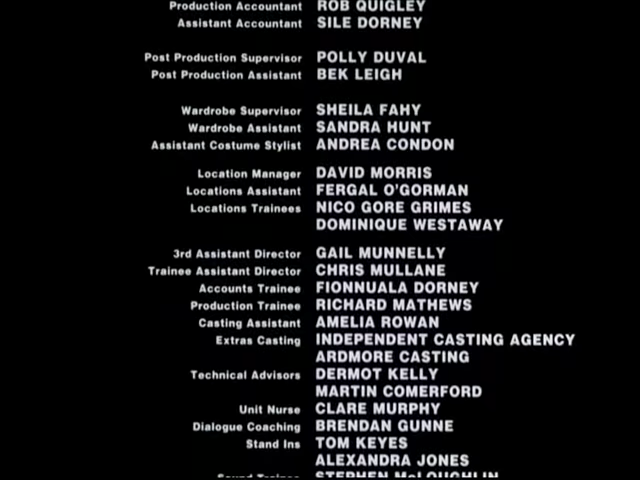 Production Accountant ROB QUIGLEY
Assistant Accountant SILE DORNEY
Post Production Supervisor POLLY DUVAL
Post Production Assistant BEK LEIGH
Wardrobe Supervisor SHEILA FAHY
Wardrobe Assistant SANDRA HUNT
Assistant Costume Stylist ANDREA CONDON
Location Manager DAVID MORRIS
Locations Assistant FERGAL O'GORMAN
Locations Trainees NICO GORE GRIMES
DOMINIQUE WESTAWAY
3rd Assistant Director GAIL MUNNELLY
Trainee Assistant Director CHRIS MULLANE
Accounts Trainee FIONNUALA DORNEY
Production Trainee RICHARD MATHEWS
Casting Assistant AMELIA ROWAN
Extras Casting INDEPENDENT CASTING AGENCY
ARDMORE CASTING
Technical Advisors DERMOT KELLY
MARTIN COMERFORD
Unit Nurse CLARE MURPHY
Dialogue Coaching BRENDAN GUNNE
Stand Ins TOM KEYES
ALEXANDRA JONES
Sound Trainee STEPHEN McLOUGHLIN